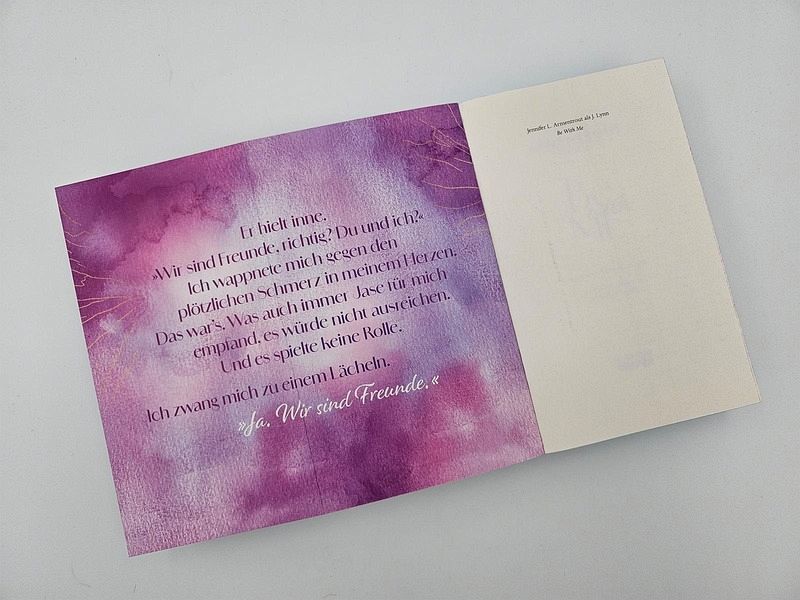 Er hielt inne.
»Wir sind Freunde, richtig? Du und ich?«
Ich wappnete mich gegen den
plötzlichen Schmerz in meinem Herzen.
Das war's. Was auch immer Jase für mich
empfand, es würde nicht ausreichen.
Und es spielte keine Rolle.
Ich zwang mich zu einem Lächeln.
»Ja. Wir sind Freunde.«
Jennifer L. Armentrout als J. Lynn
Be With Me